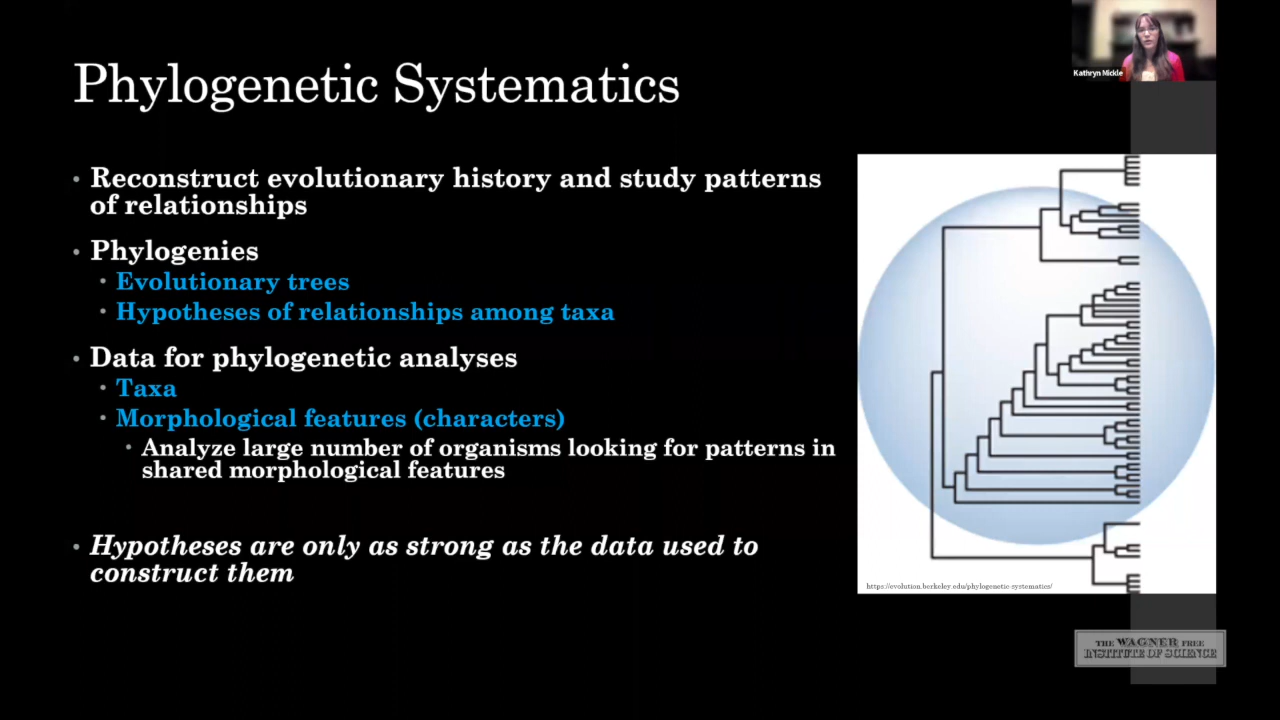 Phylogenetic Systematics
Kathryn Mickle
• Reconstruct evolutionary history and study patterns
of relationships
• Phylogenies
• Evolutionary trees
• Hypotheses of relationships among taxa
• Data for phylogenetic analyses
• Taxa
• Morphological features (characters)
• Analyze large number of organisms looking for patterns in
shared morphological features
• Hypotheses are only as strong as the data used to
construct them
https://evolution.berkeley.edu/phylogenetic-systematics/
THE WAGNER FREE
INSTITUTE OF SCIENCE